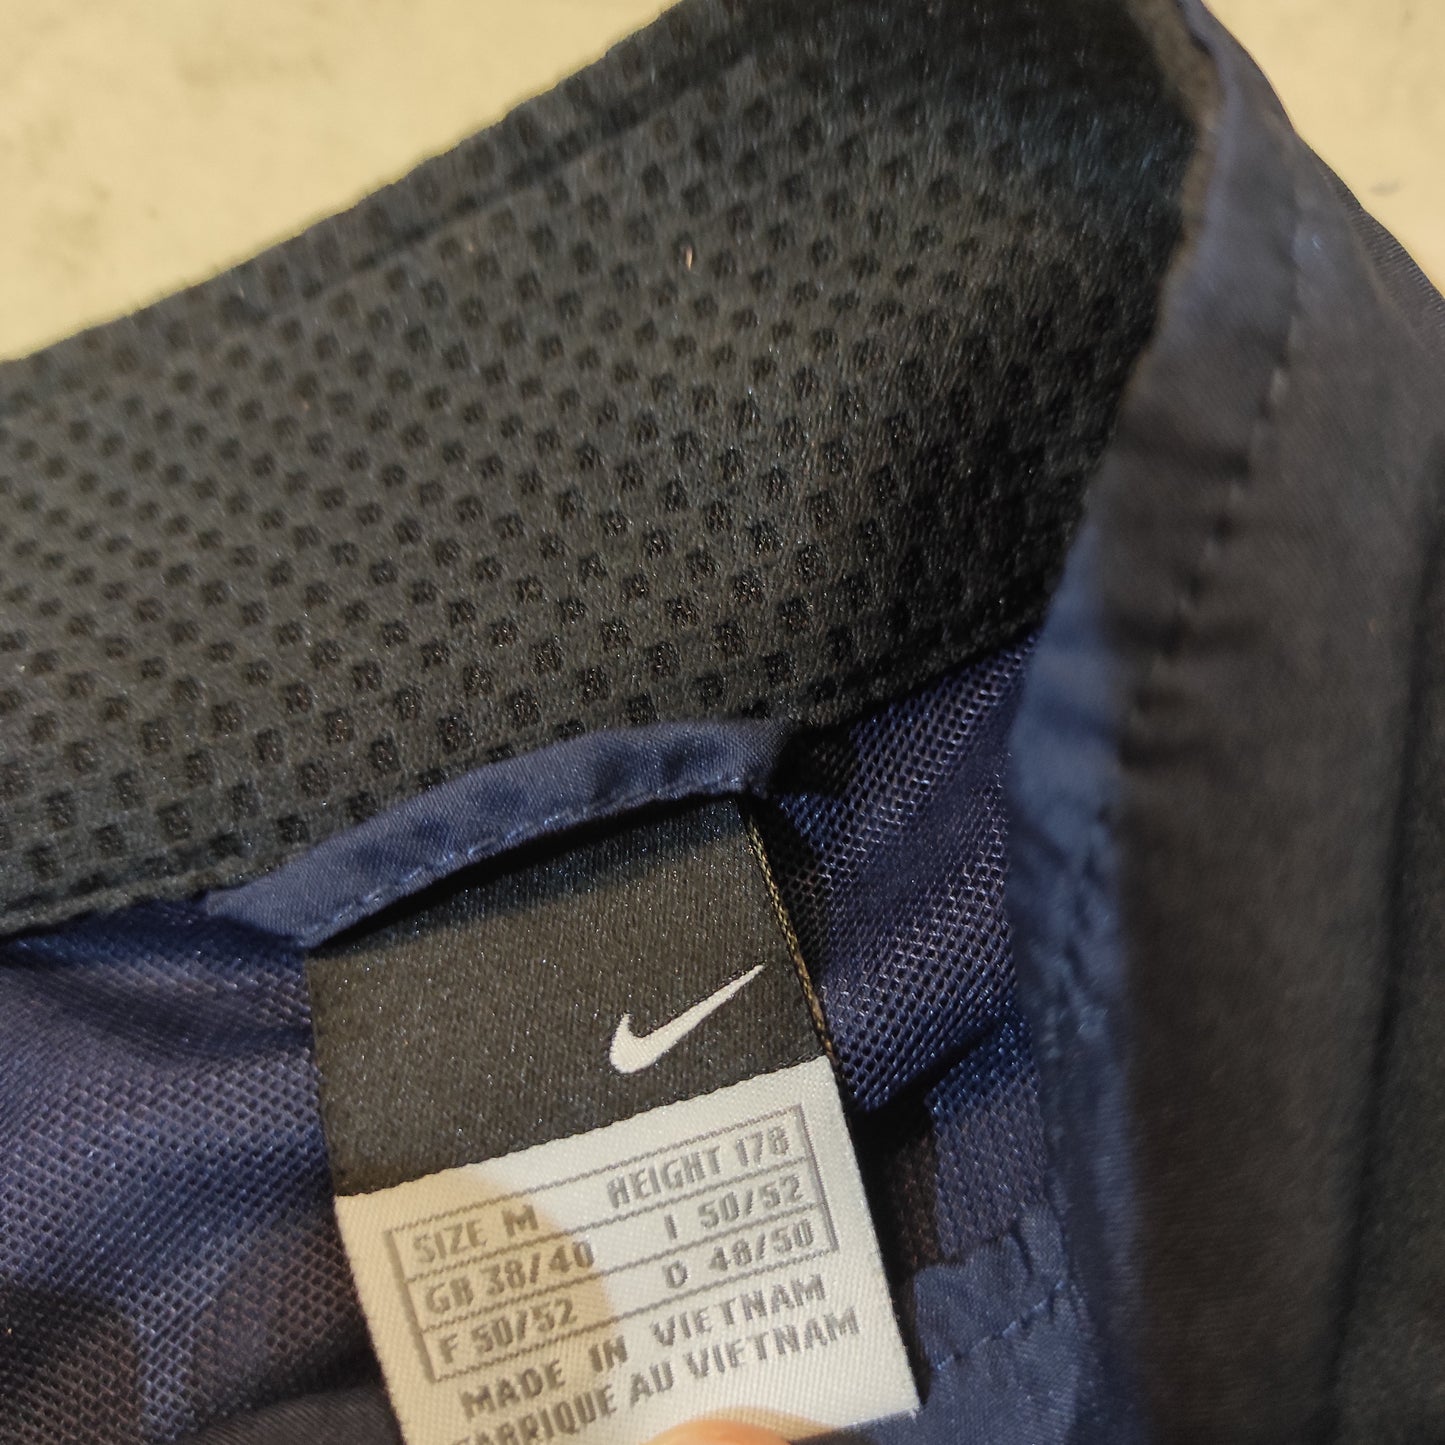 SIZE M HEIGHT 178
GB 38/40 I 50/52
F 50/52 D 48/50
MADE IN VIETNAM
FABRIQUE AU VIETNAM